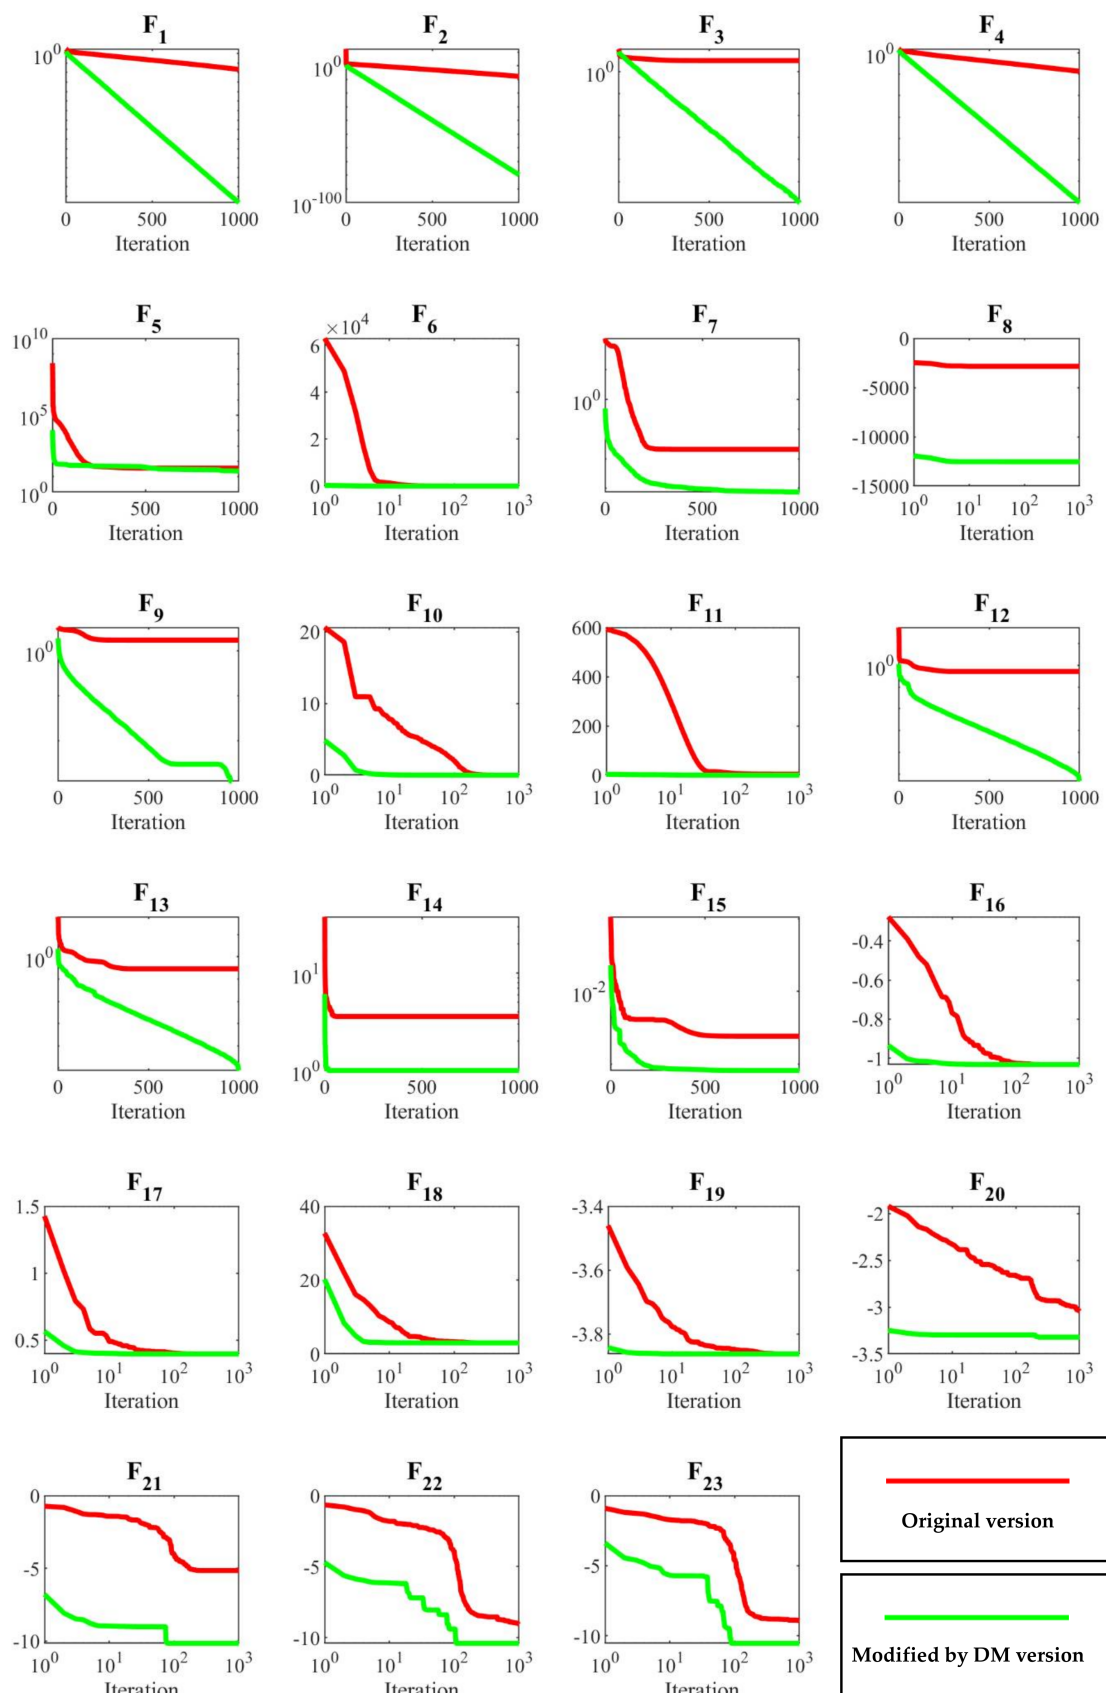 F1 F2 F3 F4
10^0 10^0 10^0 10^0
10^-100
0 500 1000 0 500 1000 0 500 1000 0 500 1000
Iteration Iteration Iteration Iteration
F5 F6 F7 F8
10^10 ×10^4 0
6 -5000
10^5 4 10^0 -10000
2
10^0 0 -15000
0 500 1000 10^0 10^1 10^2 10^3 0 500 1000 10^0 10^1 10^2 10^3
Iteration Iteration Iteration Iteration
F9 F10 F11 F12
10^0 20 600 10^0
10 400
200
0 0
0 500 1000 10^0 10^1 10^2 10^3 10^0 10^1 10^2 10^3 0 500 1000
Iteration Iteration Iteration Iteration
F13 F14 F15 F16
10^0 10^1 10^-2 -0.4
-0.6
-0.8
10^0 -1
0 500 1000 0 500 1000 0 500 1000 10^0 10^1 10^2 10^3
Iteration Iteration Iteration Iteration
F17 F18 F19 F20
1.5 40 -3.4 -2
1 20 -3.6 -2.5
-3
0.5 0 -3.8 -3.5
10^0 10^1 10^2 10^3 10^0 10^1 10^2 10^3 10^0 10^1 10^2 10^3 10^0 10^1 10^2 10^3
Iteration Iteration Iteration Iteration
F21 F22 F23
0 0 0
-5 -5 -5
-10 -10 -10
10^0 10^1 10^2 10^3 10^0 10^1 10^2 10^3 10^0 10^1 10^2 10^3
Iteration Iteration Iteration
Original version
Modified by DM version